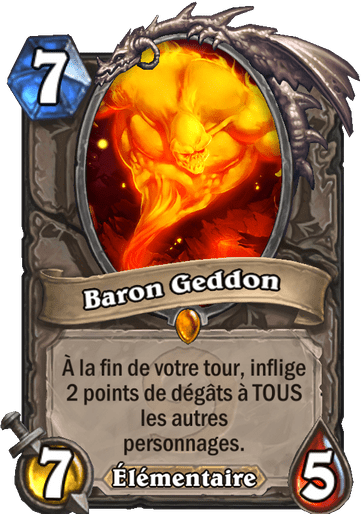 7
Baron Geddon
À la fin de votre tour, inflige
2 points de dégâts à TOUS
les autres
personnages.
7
Élémentaire
5